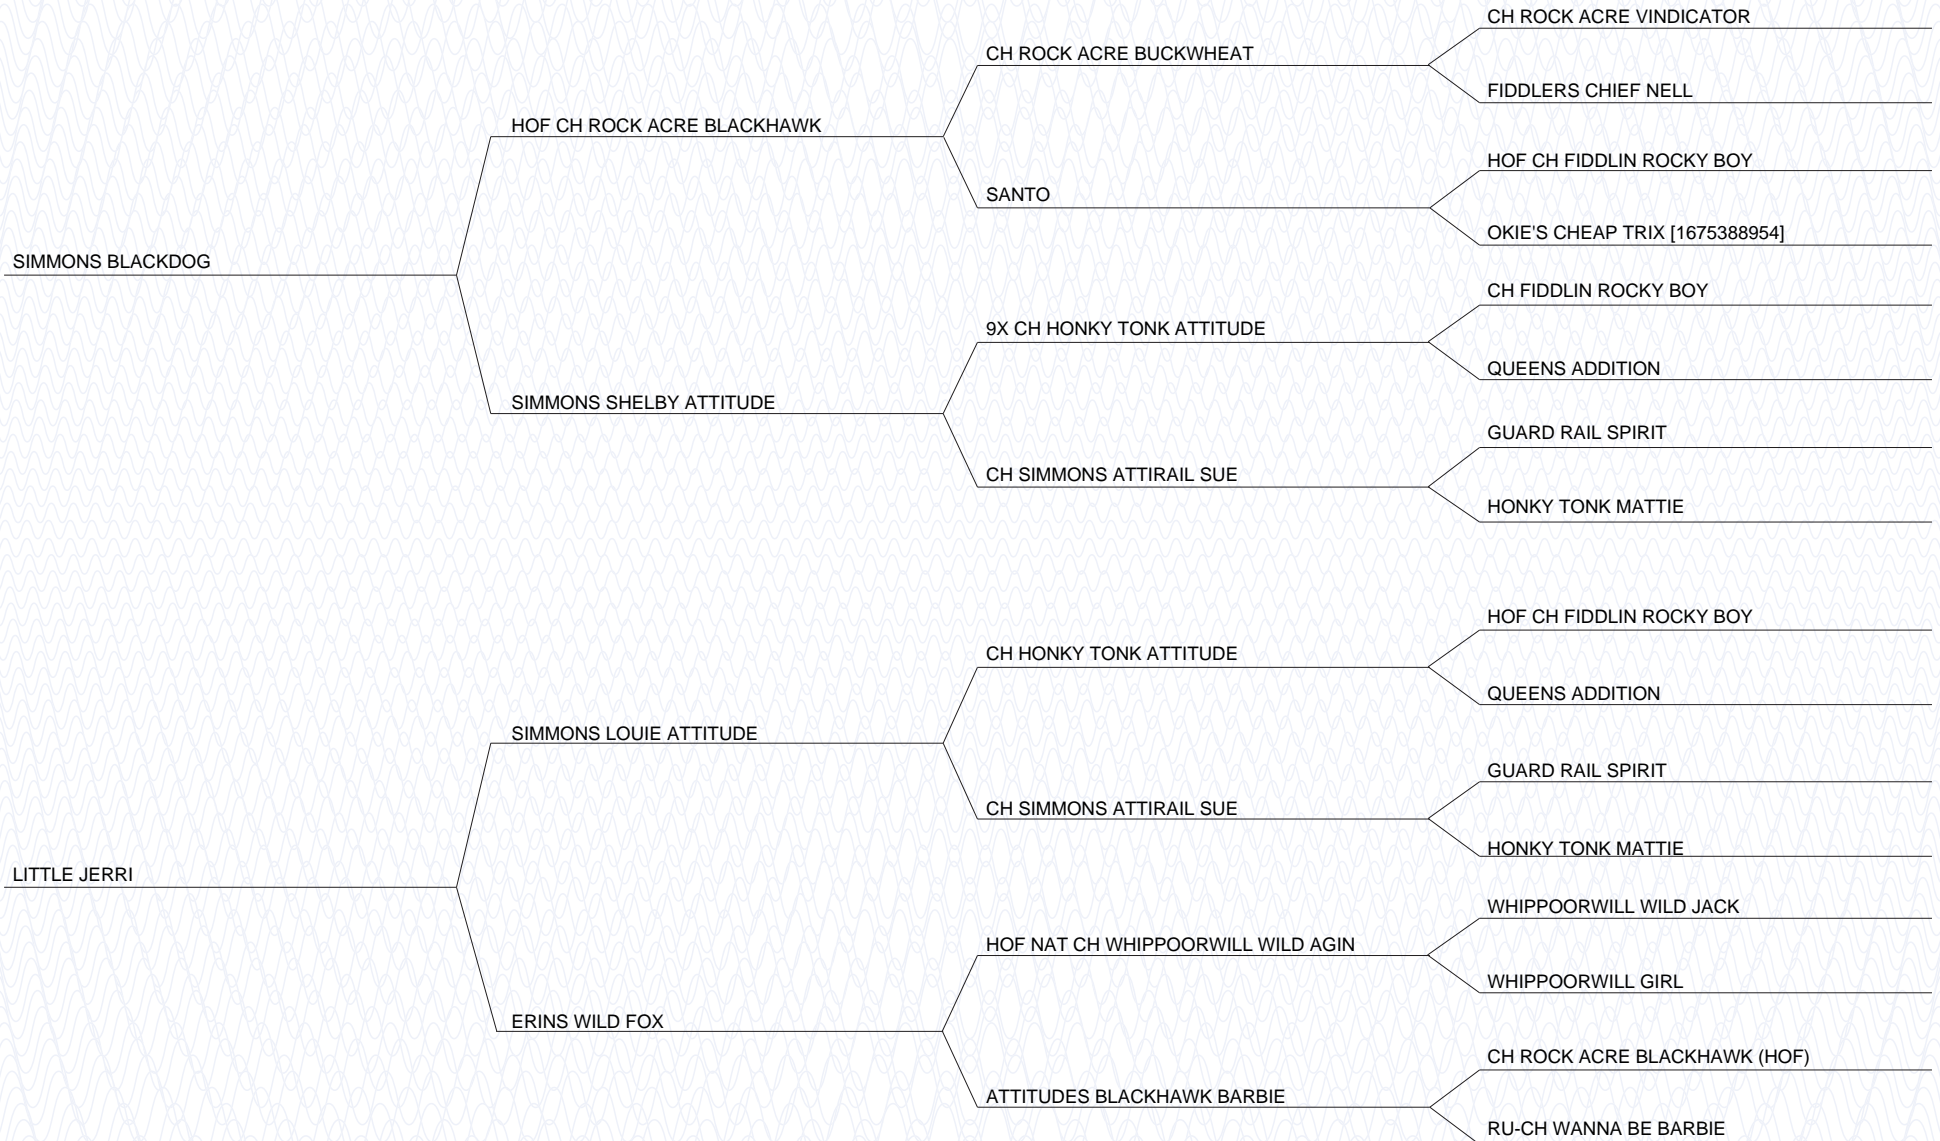 CH ROCK ACRE VINDICATOR
CH ROCK ACRE BUCKWHEAT
FIDDLERS CHIEF NELL
HOF CH ROCK ACRE BLACKHAWK
HOF CH FIDDLIN ROCKY BOY
SANTO
OKIE'S CHEAP TRIX [1675388954]
SIMMONS BLACKDOG
CH FIDDLIN ROCKY BOY
9X CH HONKY TONK ATTITUDE
QUEENS ADDITION
SIMMONS SHELBY ATTITUDE
GUARD RAIL SPIRIT
CH SIMMONS ATTIRAIL SUE
HONKY TONK MATTIE
HOF CH FIDDLIN ROCKY BOY
CH HONKY TONK ATTITUDE
QUEENS ADDITION
SIMMONS LOUIE ATTITUDE
GUARD RAIL SPIRIT
CH SIMMONS ATTIRAIL SUE
HONKY TONK MATTIE
LITTLE JERRI
WHIPPOORWILL WILD JACK
HOF NAT CH WHIPPOORWILL WILD AGIN
WHIPPOORWILL GIRL
ERINS WILD FOX
CH ROCK ACRE BLACKHAWK (HOF)
ATTITUDES BLACKHAWK BARBIE
RU-CH WANNA BE BARBIE